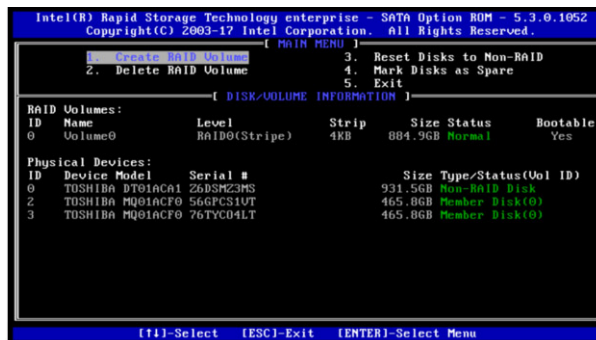 Intel(R) Rapid Storage Technology enterprise - SATA Option ROM - 5.3.0.1052
Copyright(C) 2003-17 Intel Corporation. All Rights Reserved.
[ MAIN MENU ]
1. Create RAID Volume 3. Reset Disks to Non-RAID
2. Delete RAID Volume 4. Mark Disks as Spare
5. Exit
[ DISK/VOLUME INFORMATION ]
RAID Volumes:
ID Name Level Strip Size Status Bootable
0 Volume0 RAID0(Stripe) 4KB 884.9GB Normal Yes
Physical Devices:
ID Device Model Serial # Size Type/Status(Vol ID)
0 TOSHIBA DT01ACA1 Z6DSMZ3MS 931.5GB Non-RAID Disk
2 TOSHIBA MQ01ACF0 56GPCS1VT 465.8GB Member Disk(0)
3 TOSHIBA MQ01ACF0 76TYCO4LT 465.8GB Member Disk(0)
[↑↓]-Select [ESC]-Exit [ENTER]-Select Menu